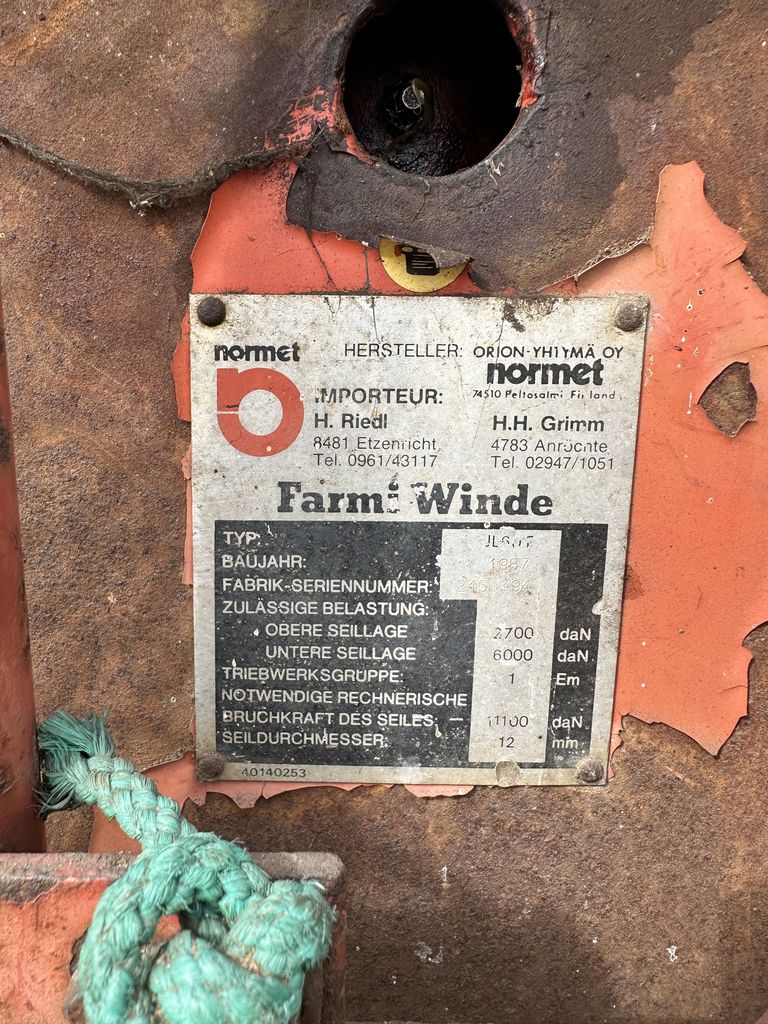 normet
HERSTELLER: ORION-YHTYMÄ OY
normet
74510 Peltosalmi Finland
IMPORTEUR:
H. Riedl
8481 Etzenricht
Tel. 0961/43117
H.H. Grimm
4783 Anröchte
Tel. 02947/1051
Farmi Winde
TYP:
BAUJAHR: 1987
FABRIK-SERIENNUMMER:
ZULÄSSIGE BELASTUNG:
OBERE SEILLAGE 2700 daN
UNTERE SEILLAGE 6000 daN
TRIEBWERKSGRUPPE: 1 Em
NOTWENDIGE RECHNERISCHE
BRUCHKRAFT DES SEILES: 11100 daN
SEILDURCHMESSER: 12 mm
40140253